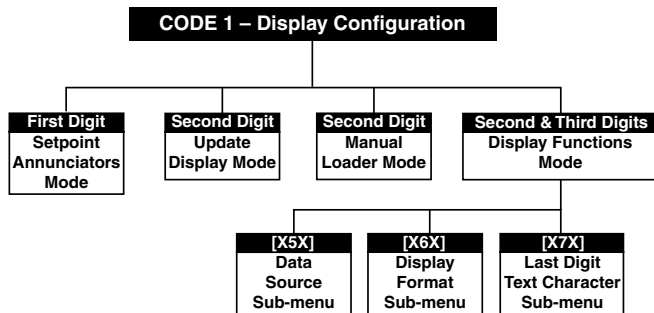 CODE 1 – Display Configuration
First Digit
Setpoint
Annunciators
Mode
Second Digit
Update
Display Mode
Second Digit
Manual
Loader Mode
Second & Third Digits
Display Functions
Mode
[X5X]
Data
Source
Sub-menu
[X6X]
Display
Format
Sub-menu
[X7X]
Last Digit
Text Character
Sub-menu